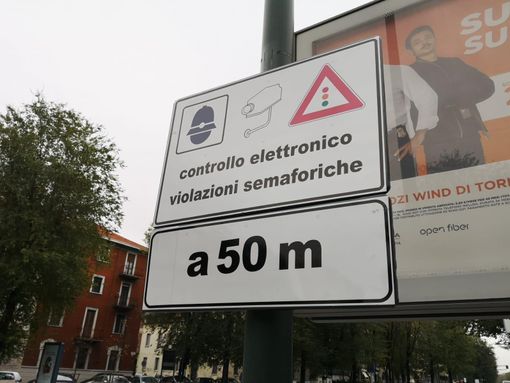 SU
SU
controllo elettronico
violazioni semaforiche
a 50 m
OZI WIND DI TOR
open fiber